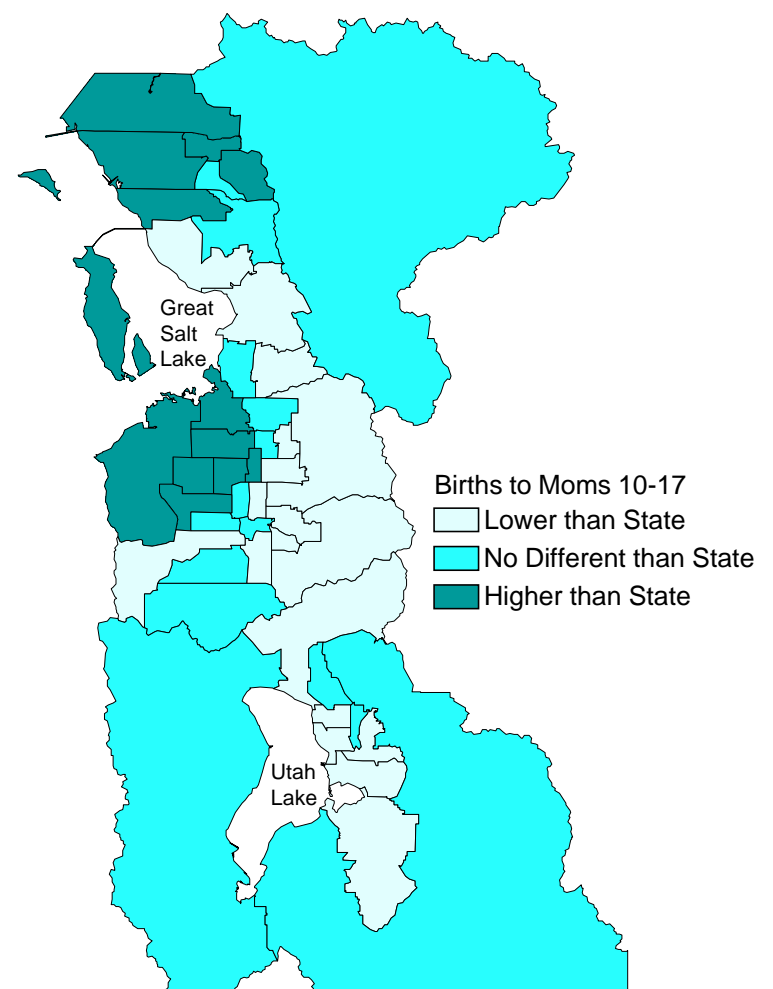 Great
Salt
Lake
Births to Moms 10-17
Lower than State
No Different than State
Higher than State
Utah
Lake